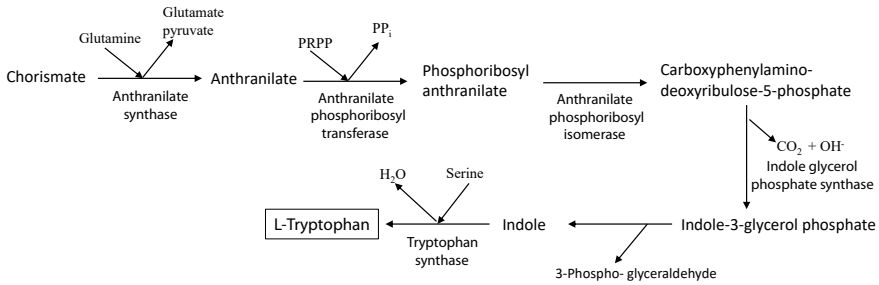 Glutamine
Glutamate
pyruvate
Chorismate
Anthranilate
synthase
Anthranilate
PRPP
PPi
Anthranilate
phosphoribosyl
transferase
Phosphoribosyl
anthranilate
Anthranilate
phosphoribosyl
isomerase
Carboxyphenylamino-
deoxyribulose-5-phosphate
CO2 + OH-
Indole glycerol
phosphate synthase
Indole-3-glycerol phosphate
3-Phospho- glyceraldehyde
Indole
Serine
H2O
Tryptophan
synthase
L-Tryptophan